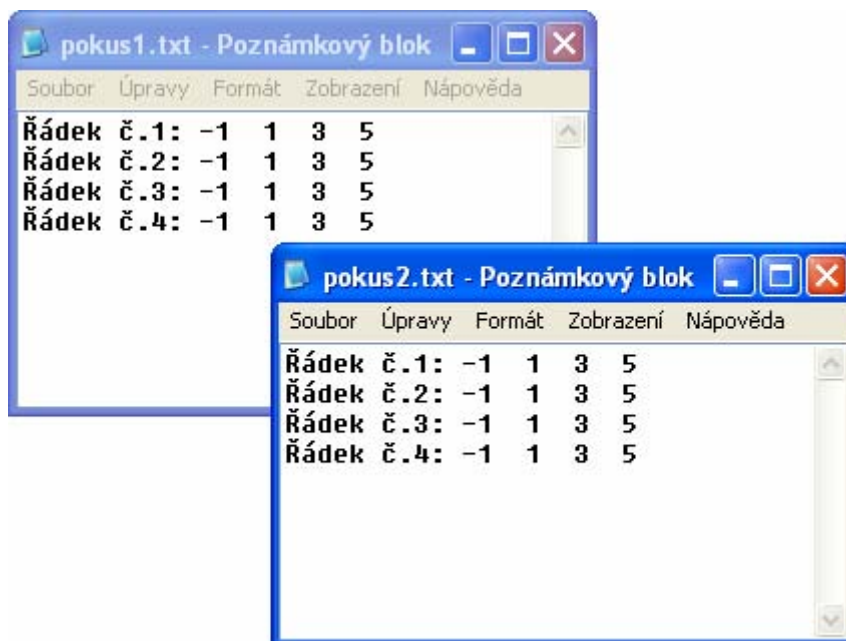 pokus1.txt - Poznámkový blok
Soubor Úpravy Formát Zobrazení Nápověda
Řádek č.1: -1 1 3 5
Řádek č.2: -1 1 3 5
Řádek č.3: -1 1 3 5
Řádek č.4: -1 1 3 5
pokus2.txt - Poznámkový blok
Soubor Úpravy Formát Zobrazení Nápověda
Řádek č.1: -1 1 3 5
Řádek č.2: -1 1 3 5
Řádek č.3: -1 1 3 5
Řádek č.4: -1 1 3 5